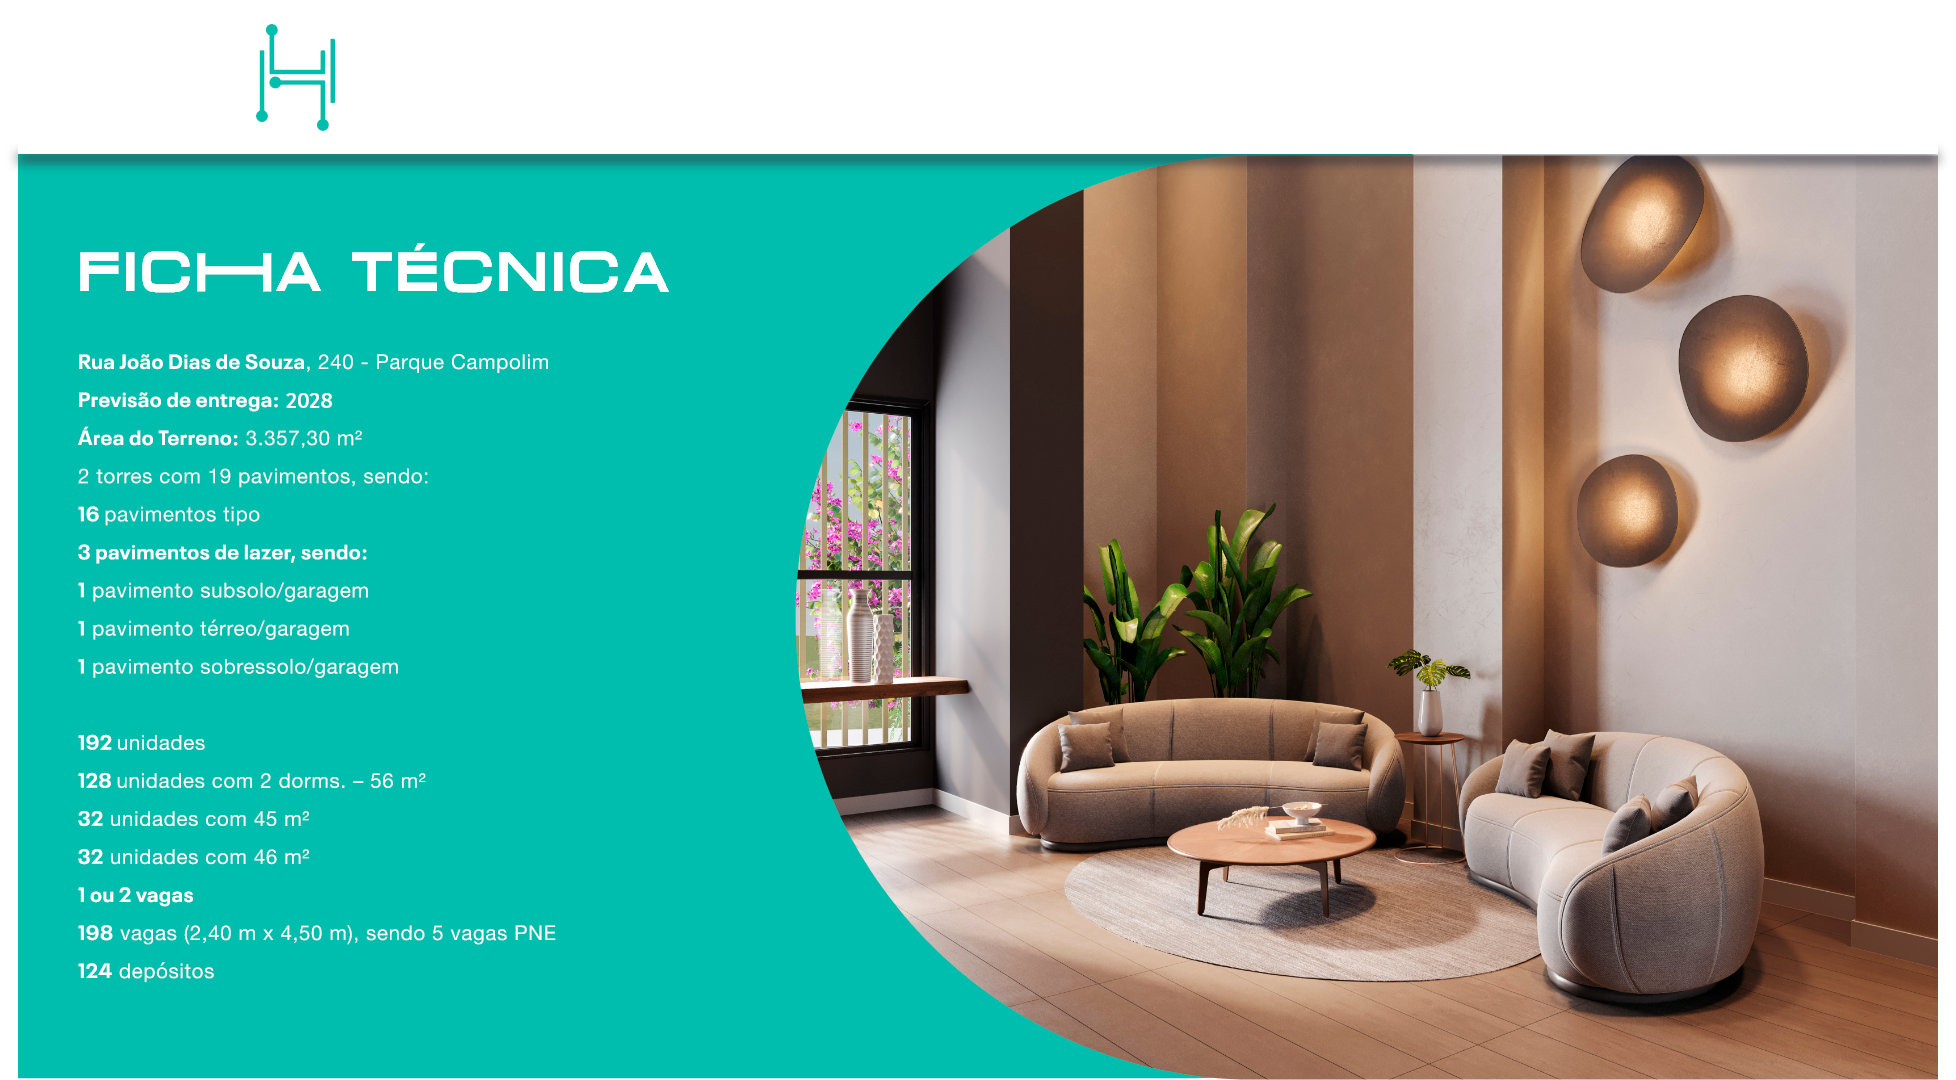 FICHA TÉCNICA
Rua João Dias de Souza, 240 - Parque Campolim
Previsão de entrega: 2028
Área do Terreno: 3.357,30 m²
2 torres com 19 pavimentos, sendo:
16 pavimentos tipo
3 pavimentos de lazer, sendo:
1 pavimento subsolo/garagem
1 pavimento térreo/garagem
1 pavimento sobressolo/garagem
192 unidades
128 unidades com 2 dorms. – 56 m²
32 unidades com 45 m²
32 unidades com 46 m²
1 ou 2 vagas
198 vagas (2,40 m x 4,50 m), sendo 5 vagas PNE
124 depósitos